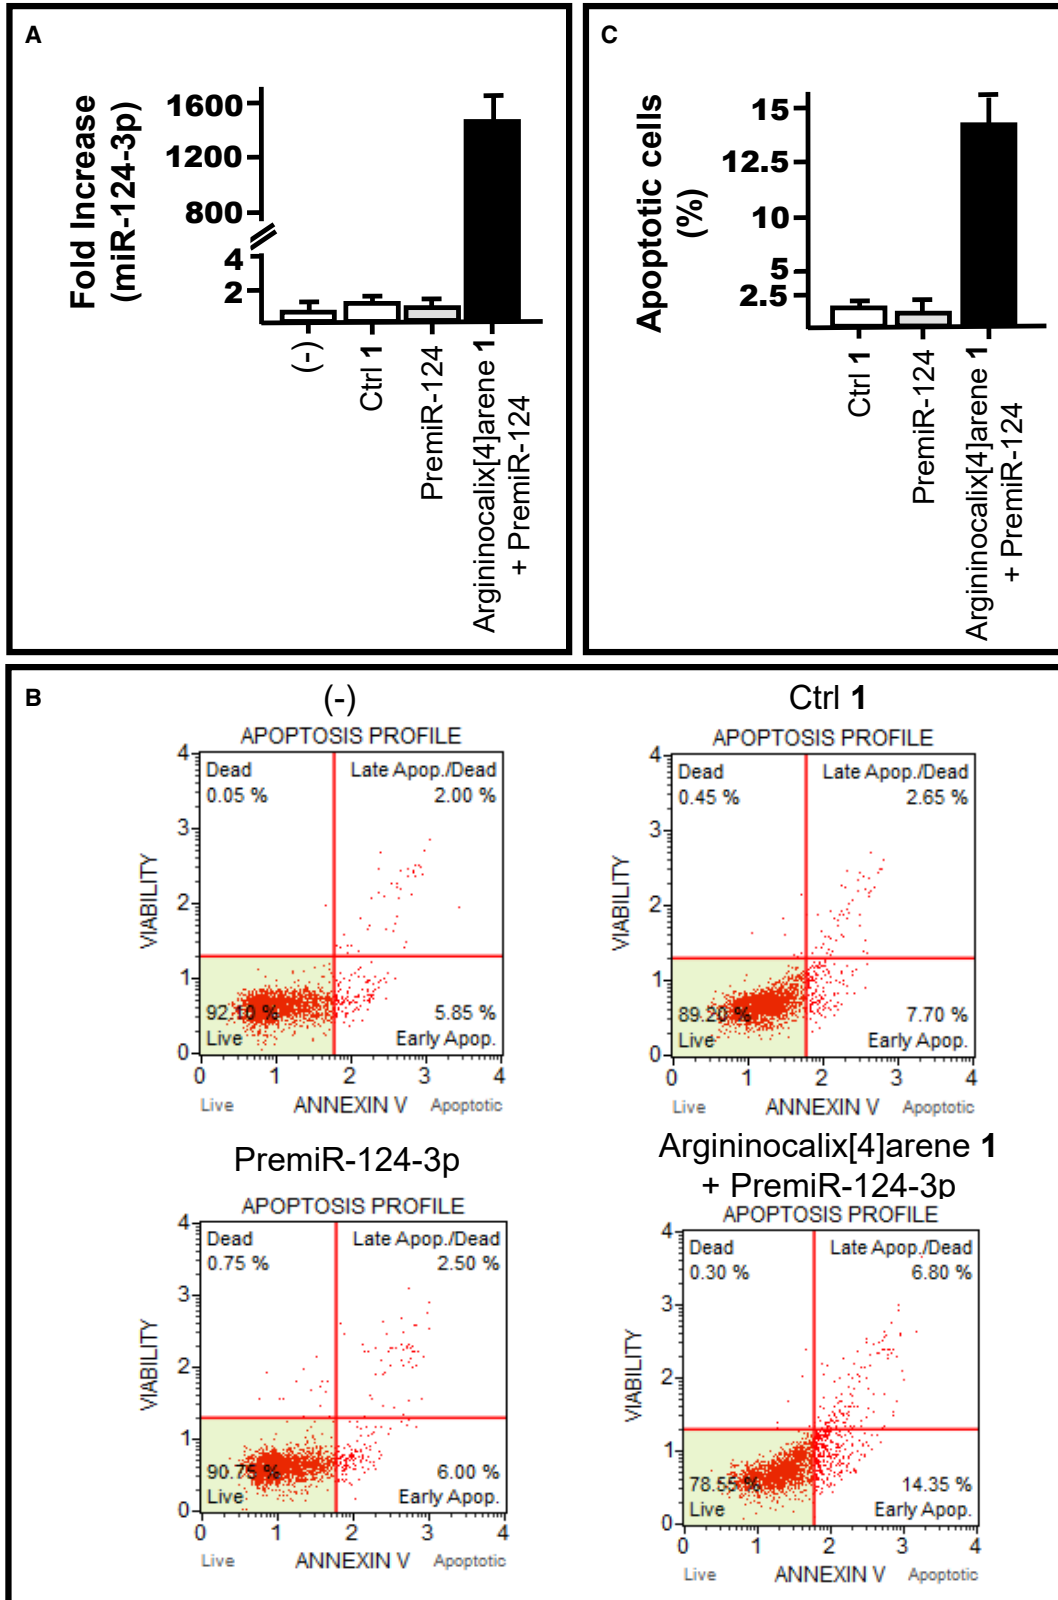 A
Fold Increase
(miR-124-3p)
1600
1200
800
4
2
(-)
Ctrl 1
PremiR-124
Argininocalix[4]arene 1
+ PremiR-124
C
Apoptotic cells
(%)
15
12.5
10
5
2.5
Ctrl 1
PremiR-124
Argininocalix[4]arene 1
+ PremiR-124
B
(-)
APOPTOSIS PROFILE
Dead
0.05 %
Late Apop./Dead
2.00 %
92.10 %
Live
5.85 %
Early Apop.
VIABILITY
4
3
2
1
0
0 1 2 3 4
Live ANNEXIN V Apoptotic
Ctrl 1
APOPTOSIS PROFILE
Dead
0.45 %
Late Apop./Dead
2.65 %
89.20 %
Live
7.70 %
Early Apop.
VIABILITY
4
3
2
1
0
0 1 2 3 4
Live ANNEXIN V Apoptotic
PremiR-124-3p
APOPTOSIS PROFILE
Dead
0.75 %
Late Apop./Dead
2.50 %
90.75 %
Live
6.00 %
Early Apop.
VIABILITY
4
3
2
1
0
0 1 2 3 4
Live ANNEXIN V Apoptotic
Argininocalix[4]arene 1
+ PremiR-124-3p
APOPTOSIS PROFILE
Dead
0.30 %
Late Apop./Dead
6.80 %
78.55 %
Live
14.35 %
Early Apop.
VIABILITY
4
3
2
1
0
0 1 2 3 4
Live ANNEXIN V Apoptotic